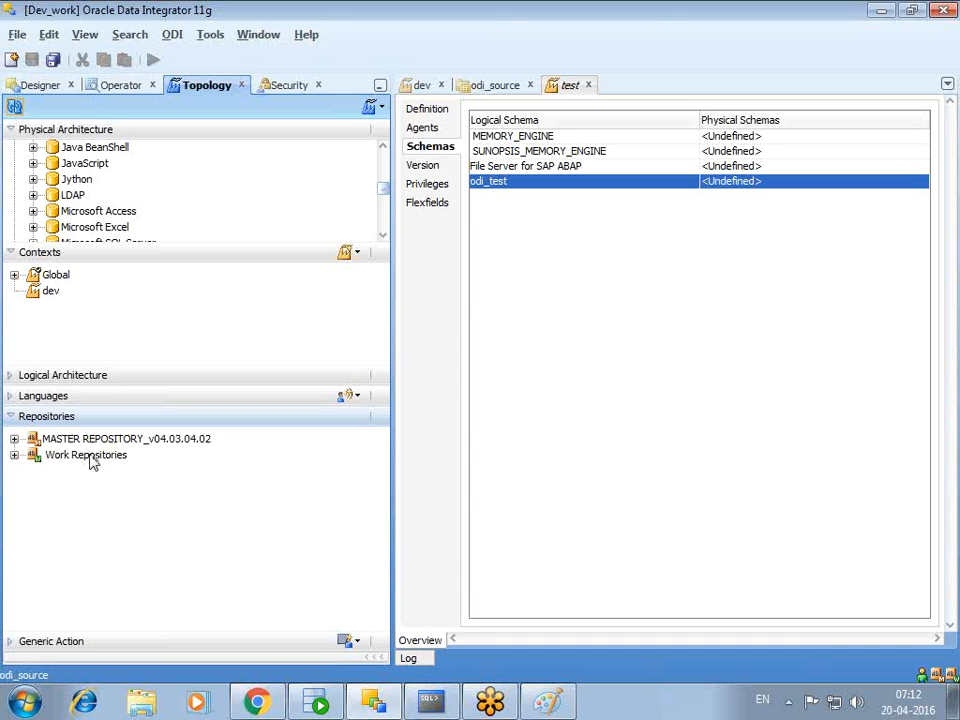 [Dev_work] Oracle Data Integrator 11g
File Edit View Search ODI Tools Window Help
Designer Operator Topology Security
dev odi_source test
Physical Architecture
Java BeanShell
JavaScript
Jython
LDAP
Microsoft Access
Microsoft Excel
Contexts
Global
dev
Logical Architecture
Languages
Repositories
MASTER REPOSITORY_v04.03.04.02
Work Repositories
Generic Action
odi_source
Definition
Agents
Schemas
Version
Privileges
Flexfields
Logical Schema Physical Schemas
MEMORY_ENGINE <Undefined>
SUNOPSIS_MEMORY_ENGINE <Undefined>
File Server for SAP ABAP <Undefined>
odi_test <Undefined>
Overview
Log
EN
07:12
20-04-2016